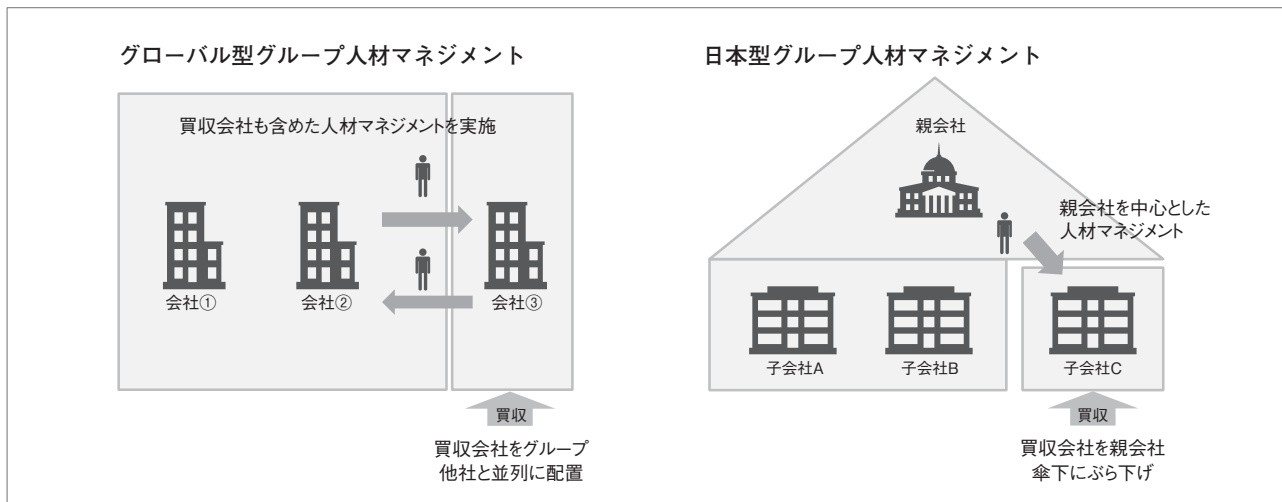 グローバル型グループ人材マネジメント
買収会社も含めた人材マネジメントを実施
会社①
会社②
会社③
買収
買収会社をグループ
他社と並列に配置
日本型グループ人材マネジメント
親会社
親会社を中心とした
人材マネジメント
子会社A
子会社B
子会社C
買収
買収会社を親会社
傘下にぶら下げ